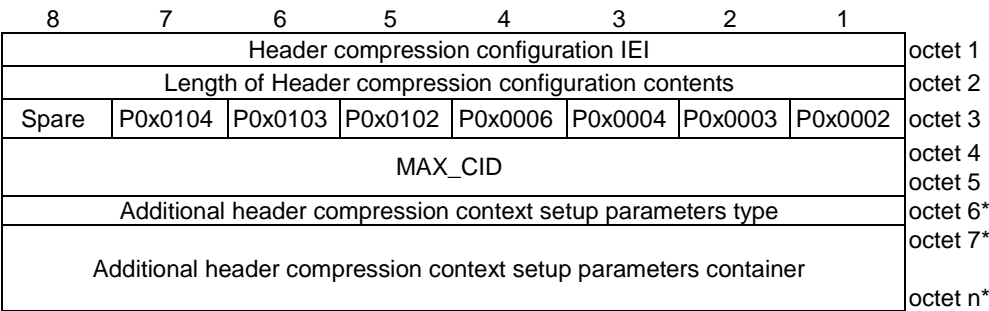 8 7 6 5 4 3 2 1
Header compression configuration IEI octet 1
Length of Header compression configuration contents octet 2
Spare P0x0104 P0x0103 P0x0102 P0x0006 P0x0004 P0x0003 P0x0002 octet 3
MAX_CID octet 4
octet 5
Additional header compression context setup parameters type octet 6*
octet 7*
Additional header compression context setup parameters container
octet n*